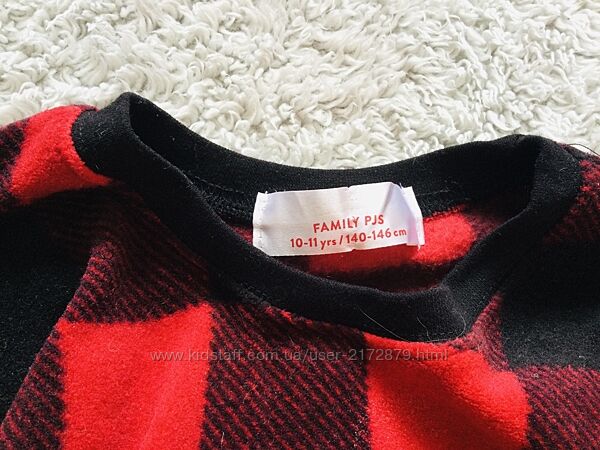 FAMILY PJS
10-11 yrs / 140-146 cm
www.kidstaff.com.ua/user-2172879.html